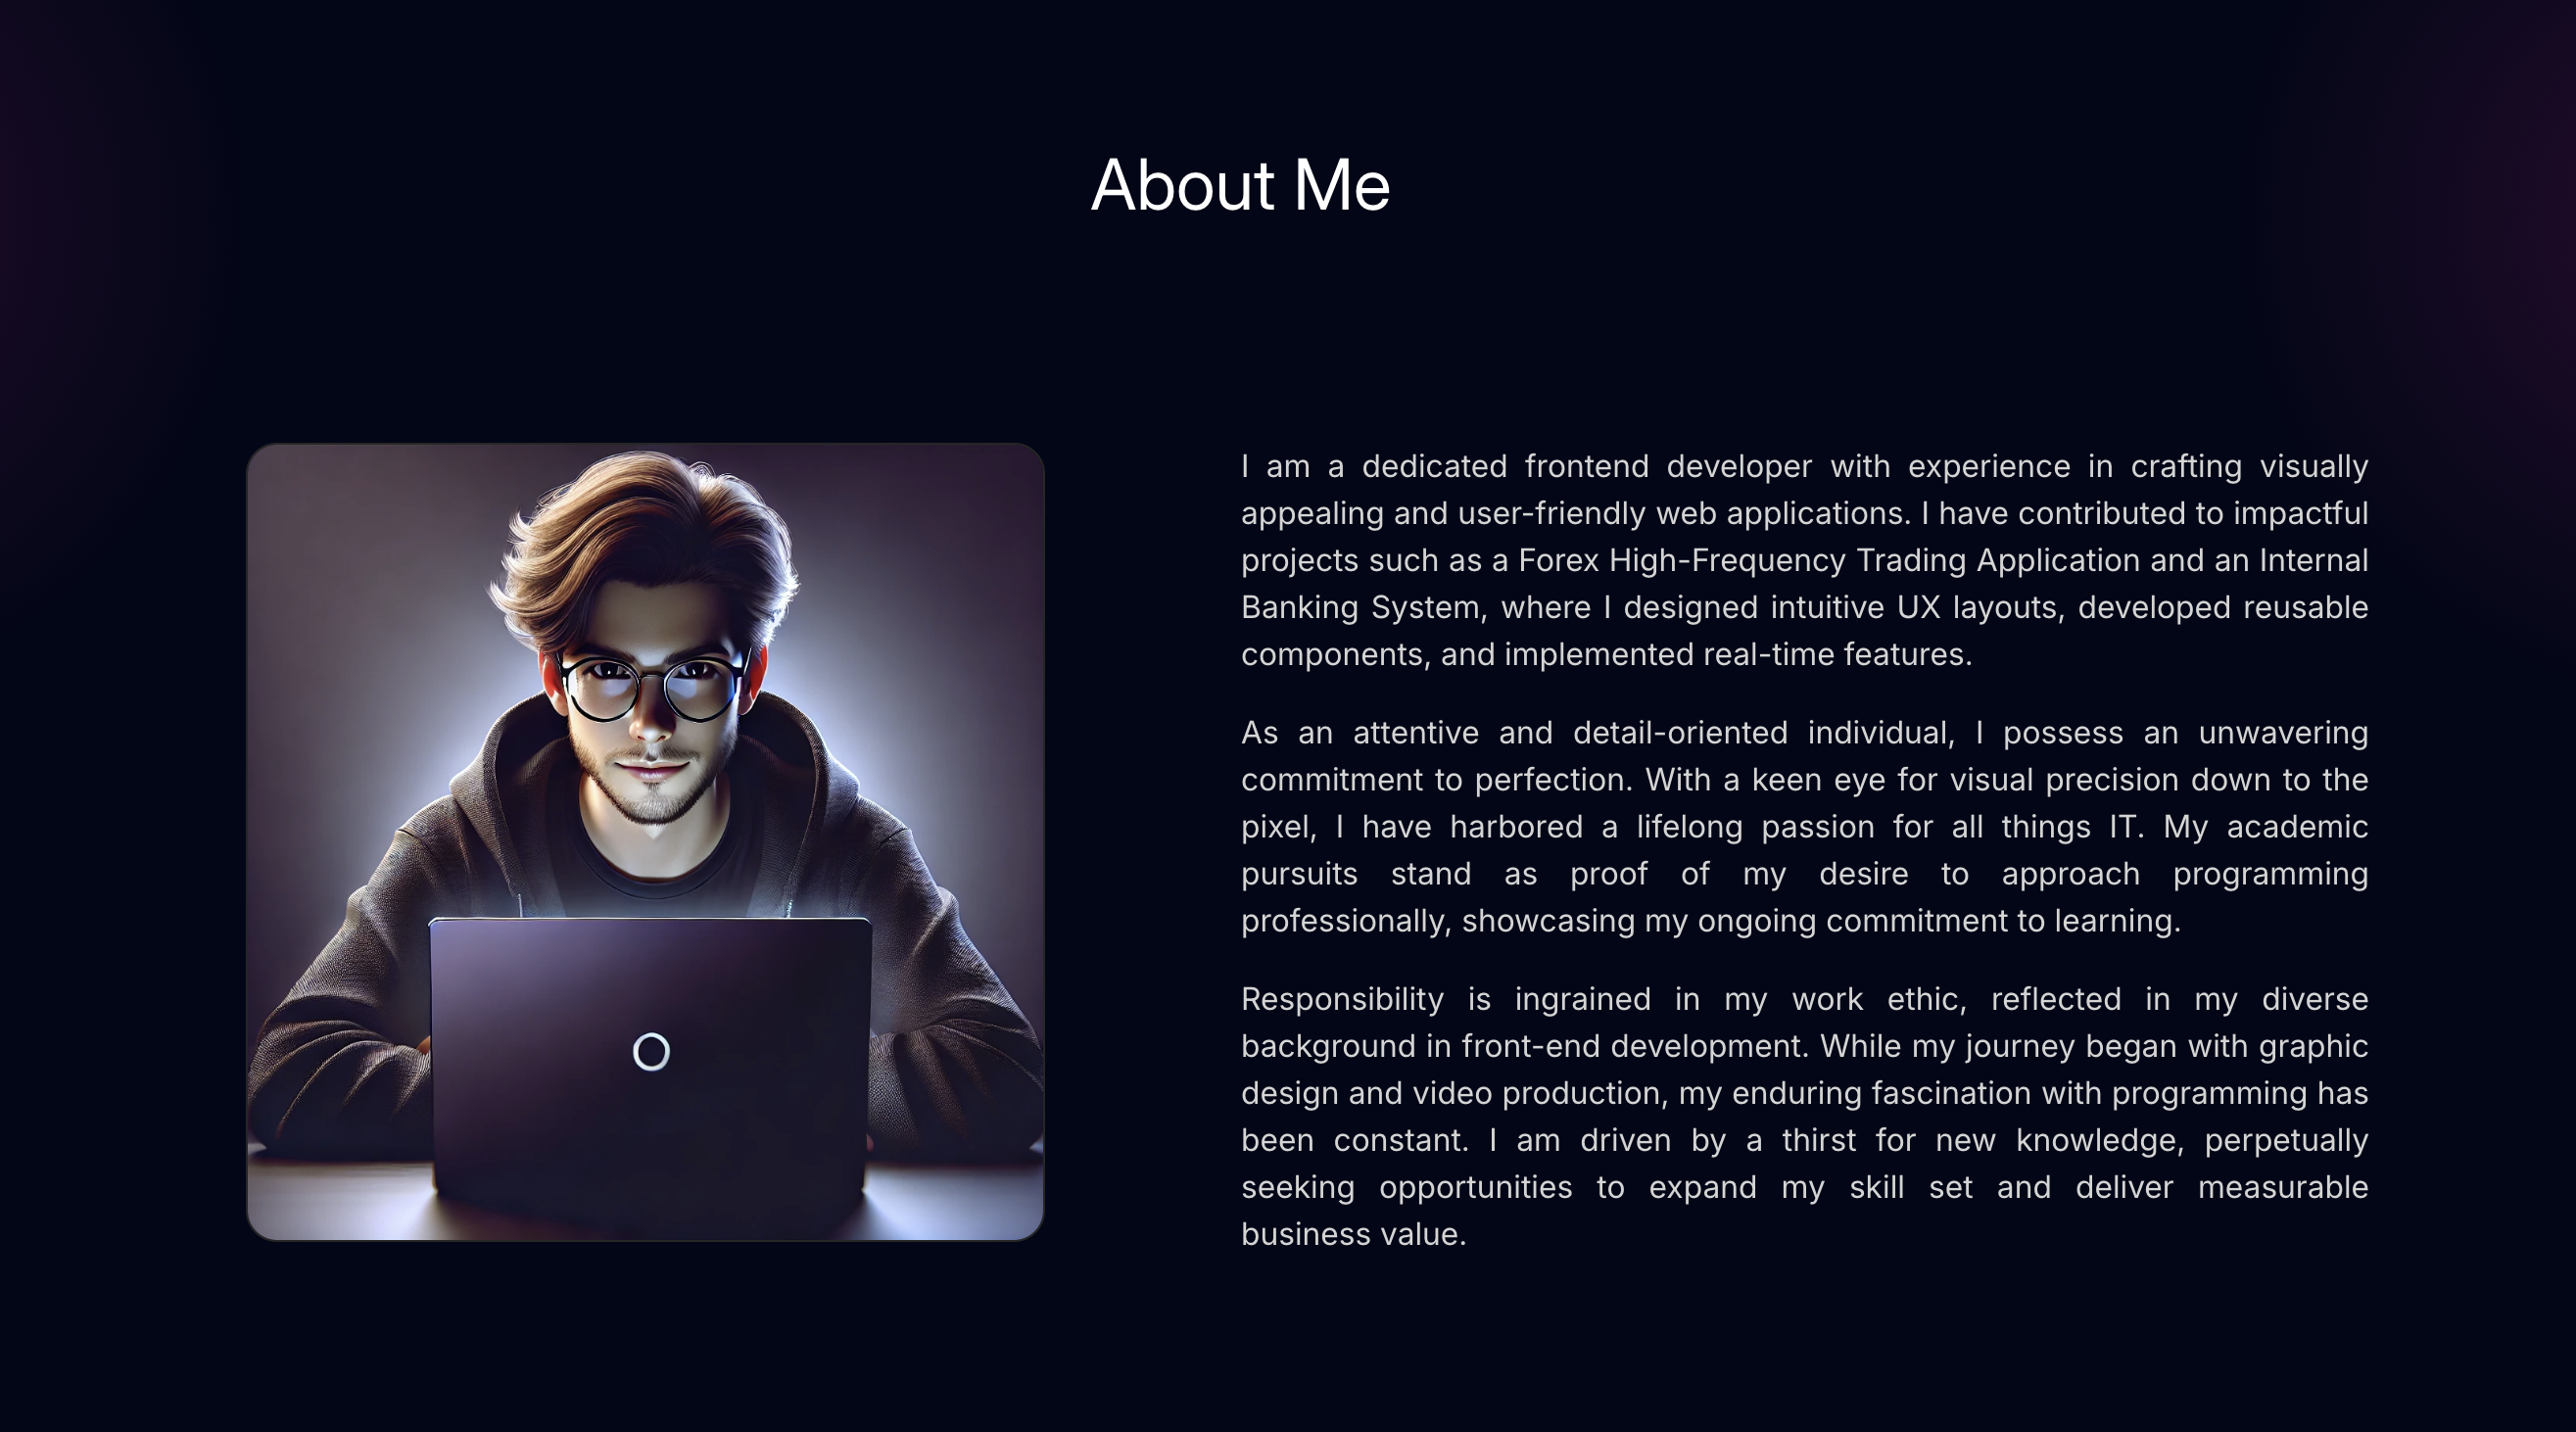 About Me
I am a dedicated frontend developer with experience in crafting visually
appealing and user-friendly web applications. I have contributed to impactful
projects such as a Forex High-Frequency Trading Application and an Internal
Banking System, where I designed intuitive UX layouts, developed reusable
components, and implemented real-time features.
As an attentive and detail-oriented individual, I possess an unwavering
commitment to perfection. With a keen eye for visual precision down to the
pixel, I have harbored a lifelong passion for all things IT. My academic
pursuits stand as proof of my desire to approach programming
professionally, showcasing my ongoing commitment to learning.
Responsibility is ingrained in my work ethic, reflected in my diverse
background in front-end development. While my journey began with graphic
design and video production, my enduring fascination with programming has
been constant. I am driven by a thirst for new knowledge, perpetually
seeking opportunities to expand my skill set and deliver measurable
business value.